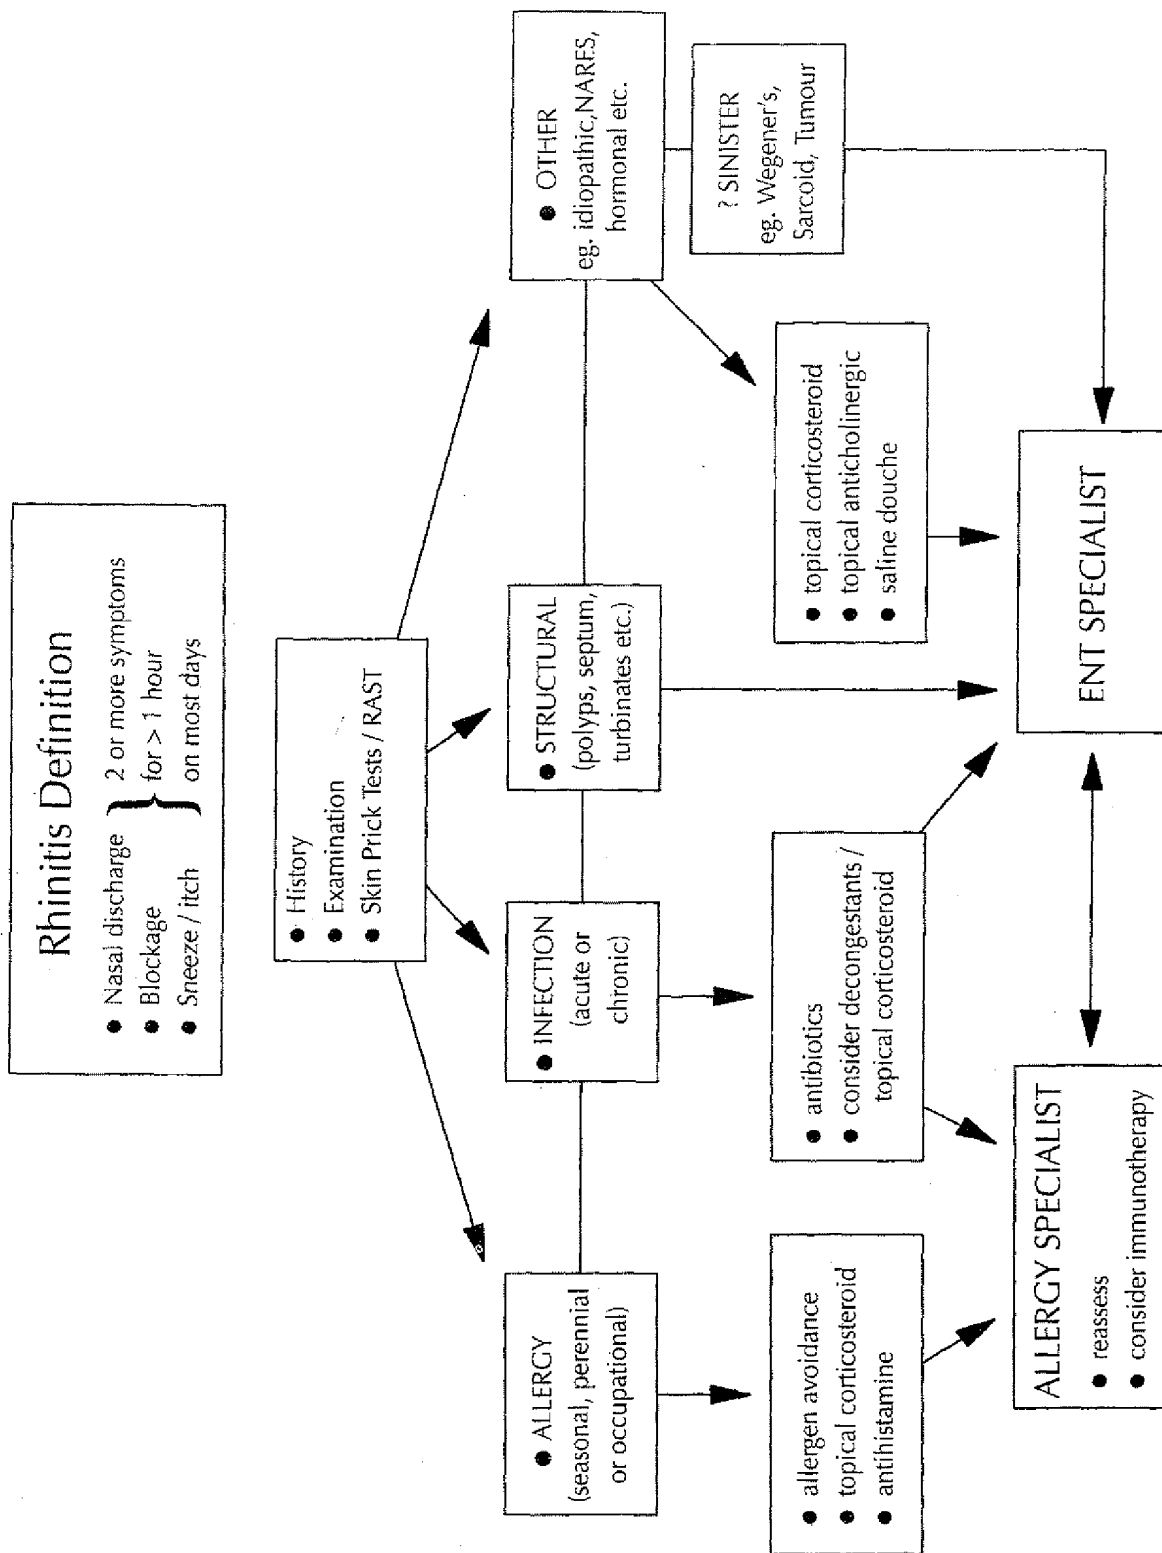 Rhinitis Definition
● Nasal discharge
● Blockage
● Sneeze / itch
} 2 or more symptoms
for > 1 hour
on most days
● History
● Examination
● Skin Prick Tests / RAST
● ALLERGY
(seasonal, perennial
or occupational)
● INFECTION
(acute or
chronic)
● STRUCTURAL
(polyps, septum,
turbinates etc.)
● OTHER
eg. idiopathic,NARES,
hormonal etc.
? SINISTER
eg. Wegener's,
Sarcoid, Tumour
● allergen avoidance
● topical corticosteroid
● antihistamine
● antibiotics
● consider decongestants /
topical corticosteroid
● topical corticosteroid
● topical anticholinergic
● saline douche
ALLERGY SPECIALIST
● reassess
● consider immunotherapy
ENT SPECIALIST